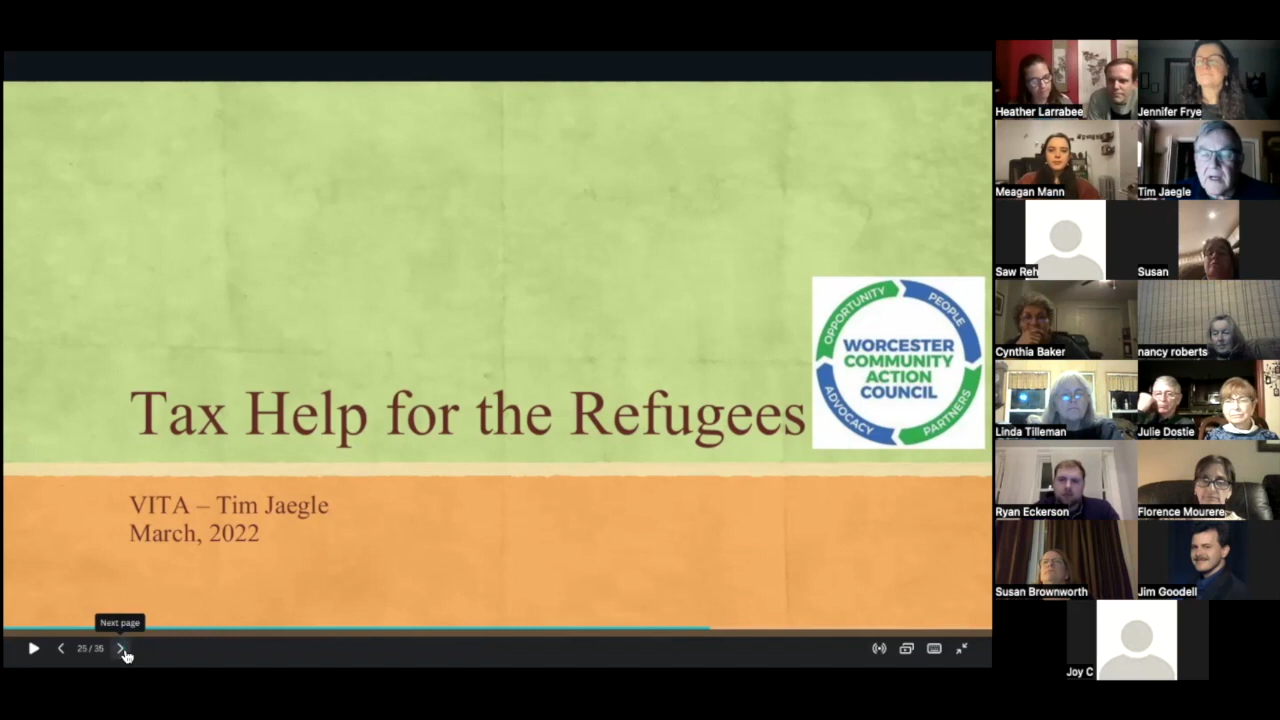 Tax Help for the Refugees
OPPORTUNITY
PEOPLE
WORCESTER
COMMUNITY
ACTION
COUNCIL
ADVOCACY
PARTNERS
VITA – Tim Jaegle
March, 2022
Next page
25 / 35
Heather Larrabee
Jennifer Frye
Meagan Mann
Tim Jaegle
Saw Reh
Susan
Cynthia Baker
nancy roberts
Linda Tilleman
Julie Dostie
Ryan Eckerson
Florence Mourere
Susan Brownworth
Jim Goodell
Joy C